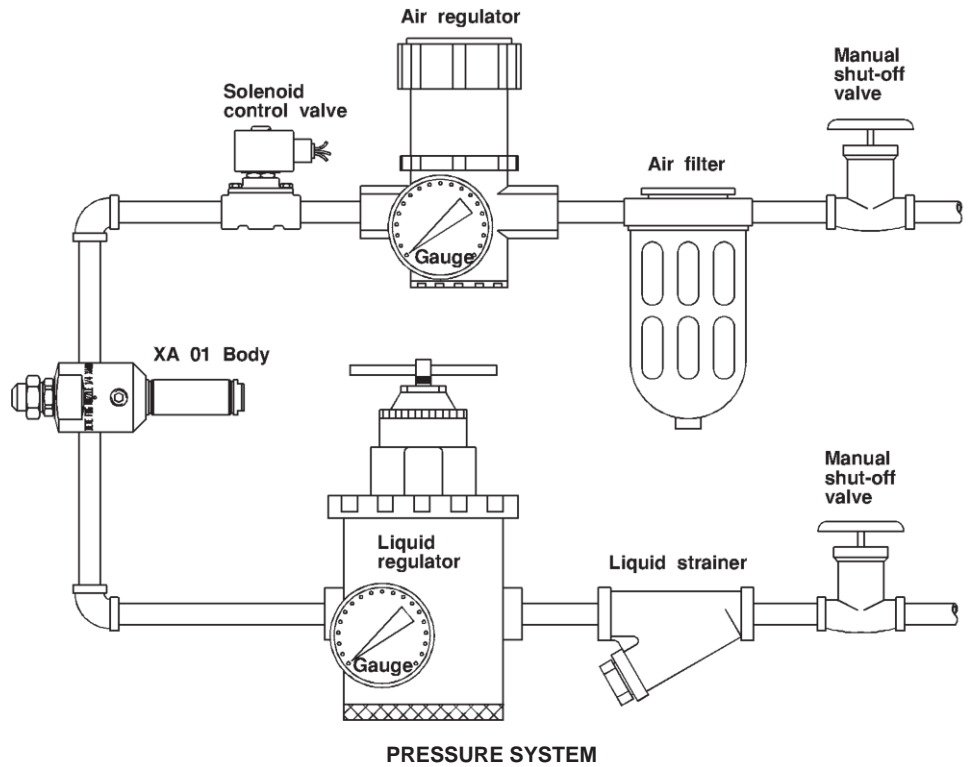 Air regulator
Manual
shut-off
valve
Solenoid
control valve
Air filter
Gauge
XA 01 Body
Manual
shut-off
valve
Liquid
regulator
Liquid strainer
Gauge
PRESSURE SYSTEM